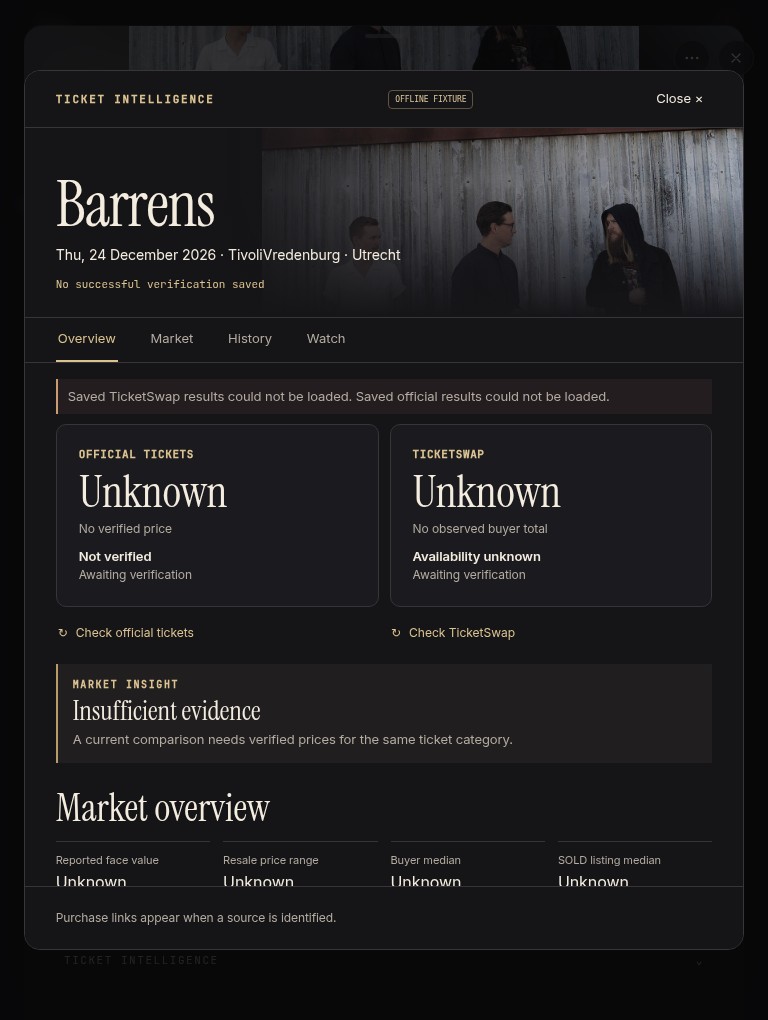 TICKET INTELLIGENCE
OFFLINE FIXTURE
Close ×
Barrens
Thu, 24 December 2026 · TivoliVredenburg · Utrecht
No successful verification saved
Overview Market History Watch
Saved TicketSwap results could not be loaded. Saved official results could not be loaded.
OFFICIAL TICKETS
Unknown
No verified price
Not verified
Awaiting verification
TICKETSWAP
Unknown
No observed buyer total
Availability unknown
Awaiting verification
↻ Check official tickets
↻ Check TicketSwap
MARKET INSIGHT
Insufficient evidence
A current comparison needs verified prices for the same ticket category.
Market overview
Reported face value
Unknown
Resale price range
Unknown
Buyer median
Unknown
SOLD listing median
Unknown
Purchase links appear when a source is identified.
TICKET INTELLIGENCE